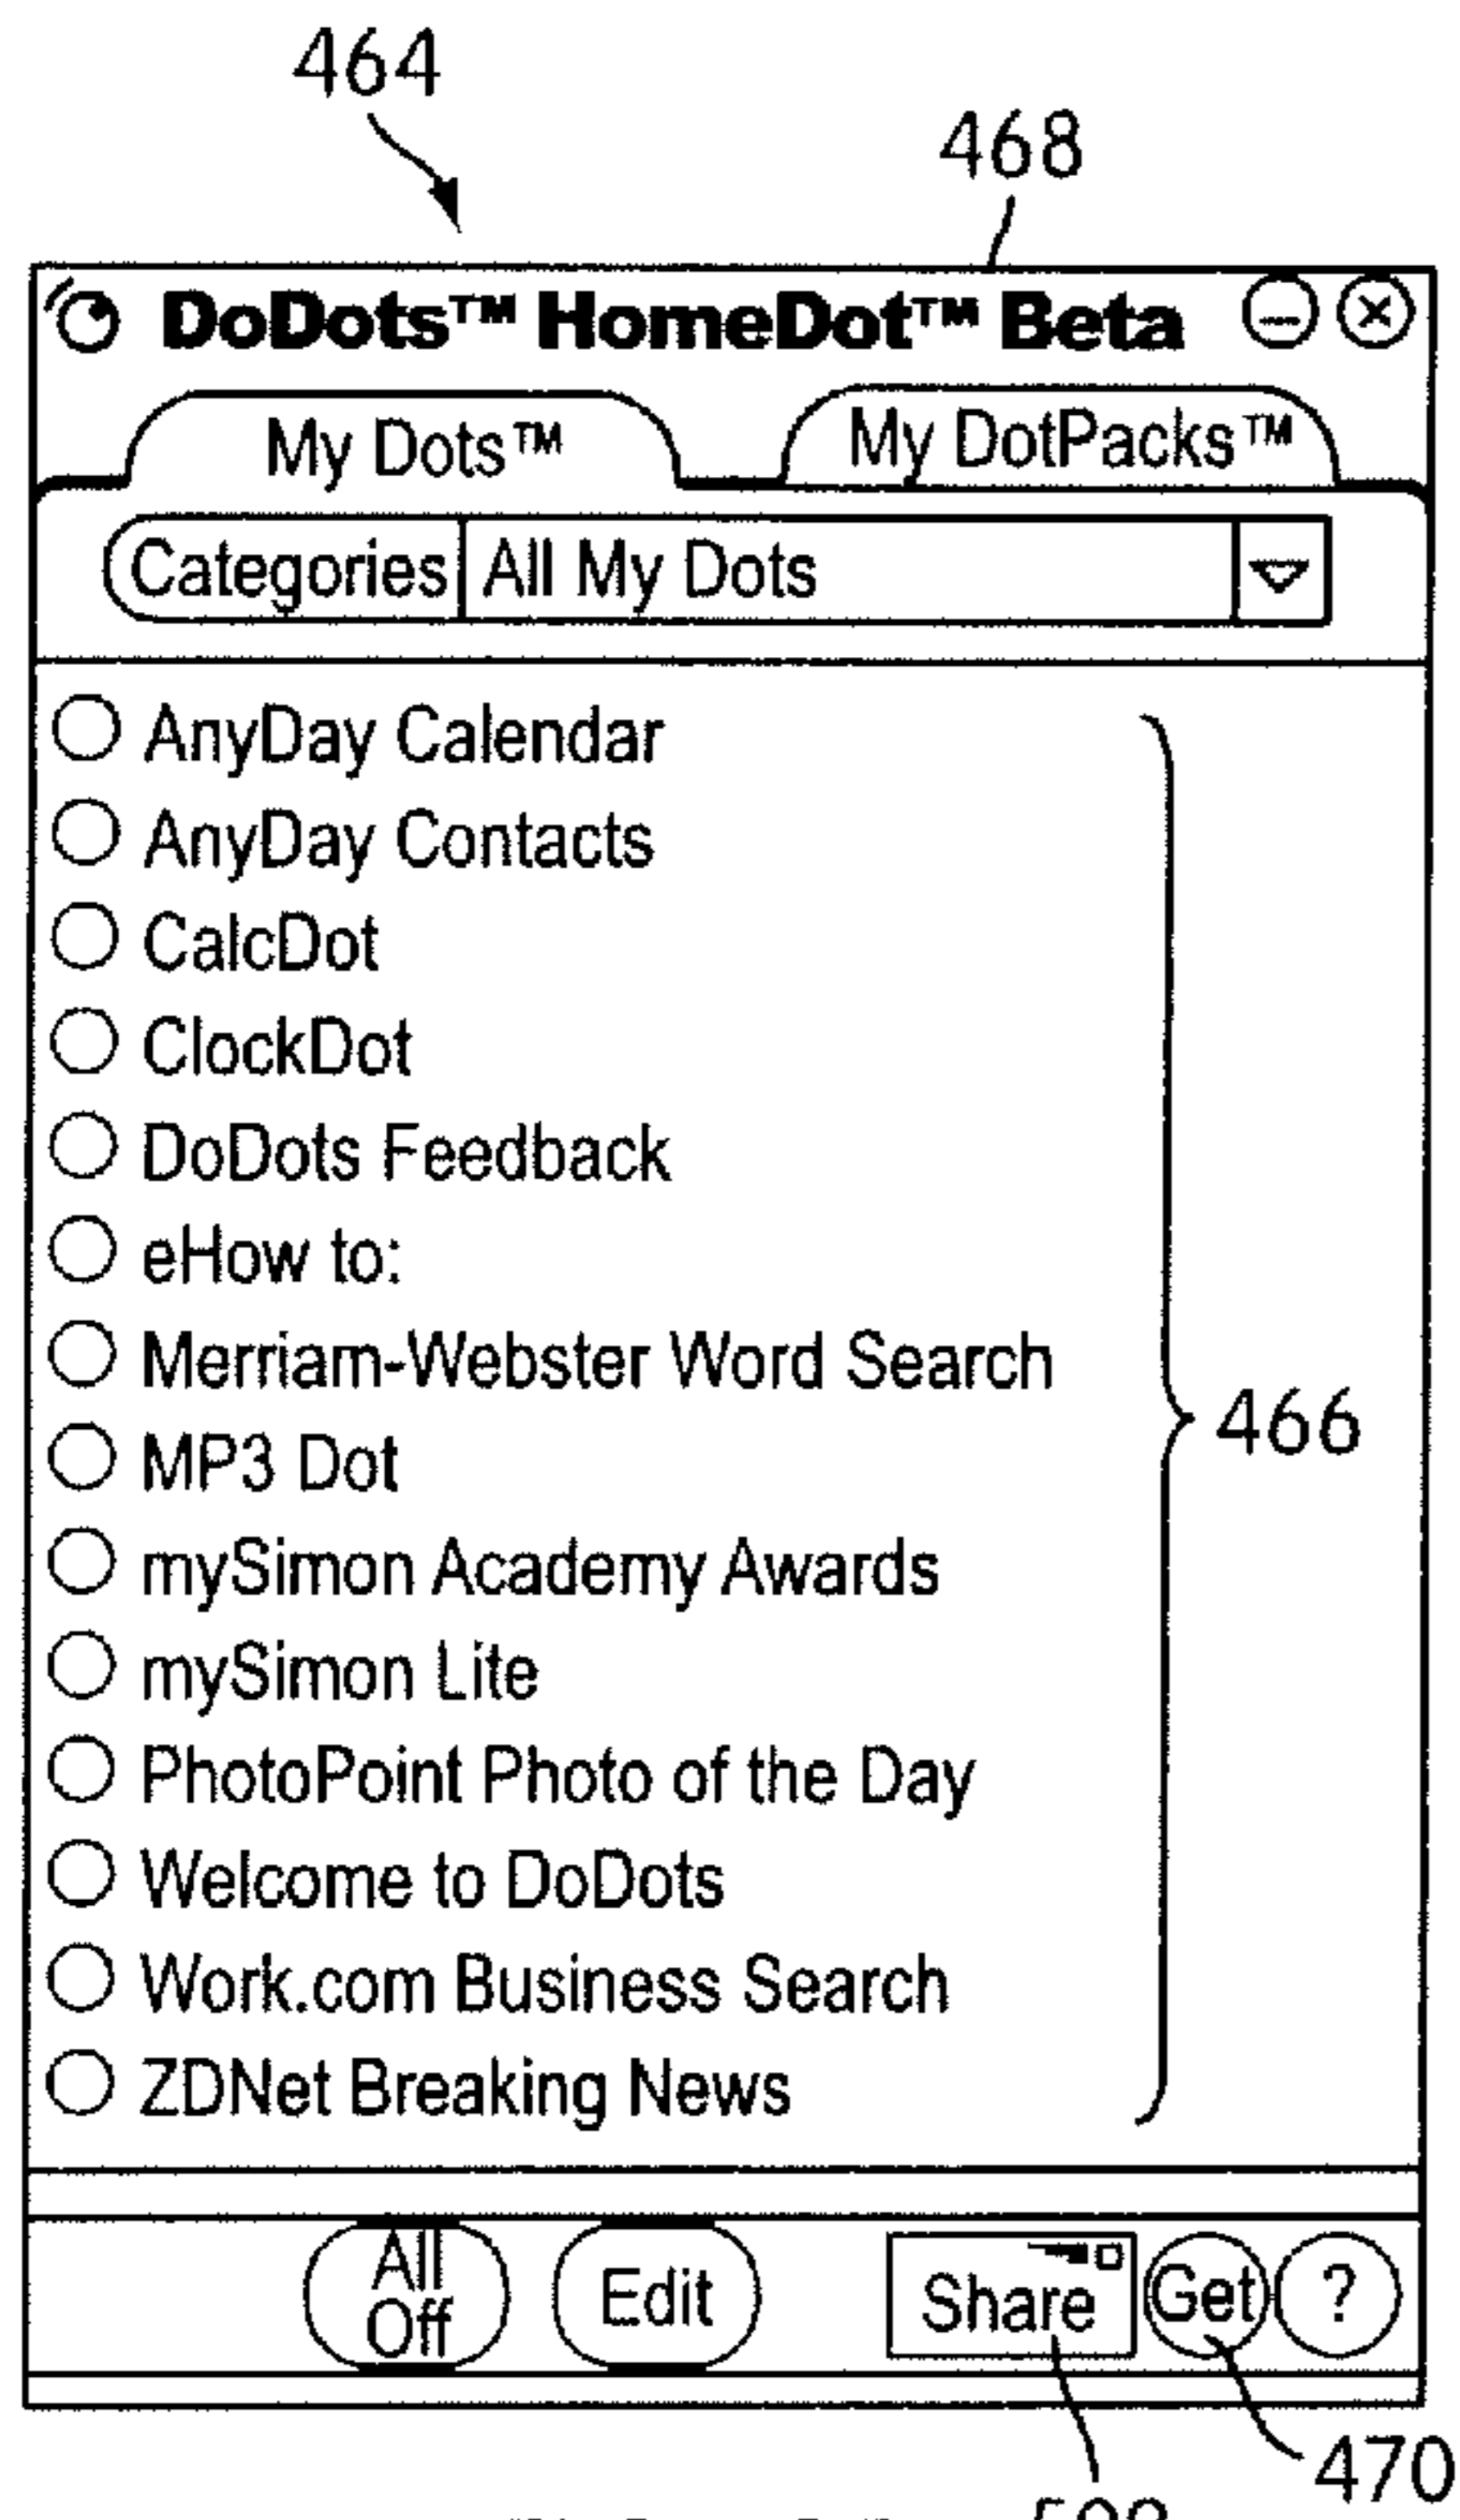 464
468
DoDots™ HomeDot™ Beta
My Dots™ My DotPacks™
Categories All My Dots
AnyDay Calendar
AnyDay Contacts
CalcDot
ClockDot
DoDots Feedback
eHow to:
Merriam-Webster Word Search
466
MP3 Dot
mySimon Academy Awards
mySimon Lite
PhotoPoint Photo of the Day
Welcome to DoDots
Work.com Business Search
ZDNet Breaking News
All Off Edit Share Get ?
470